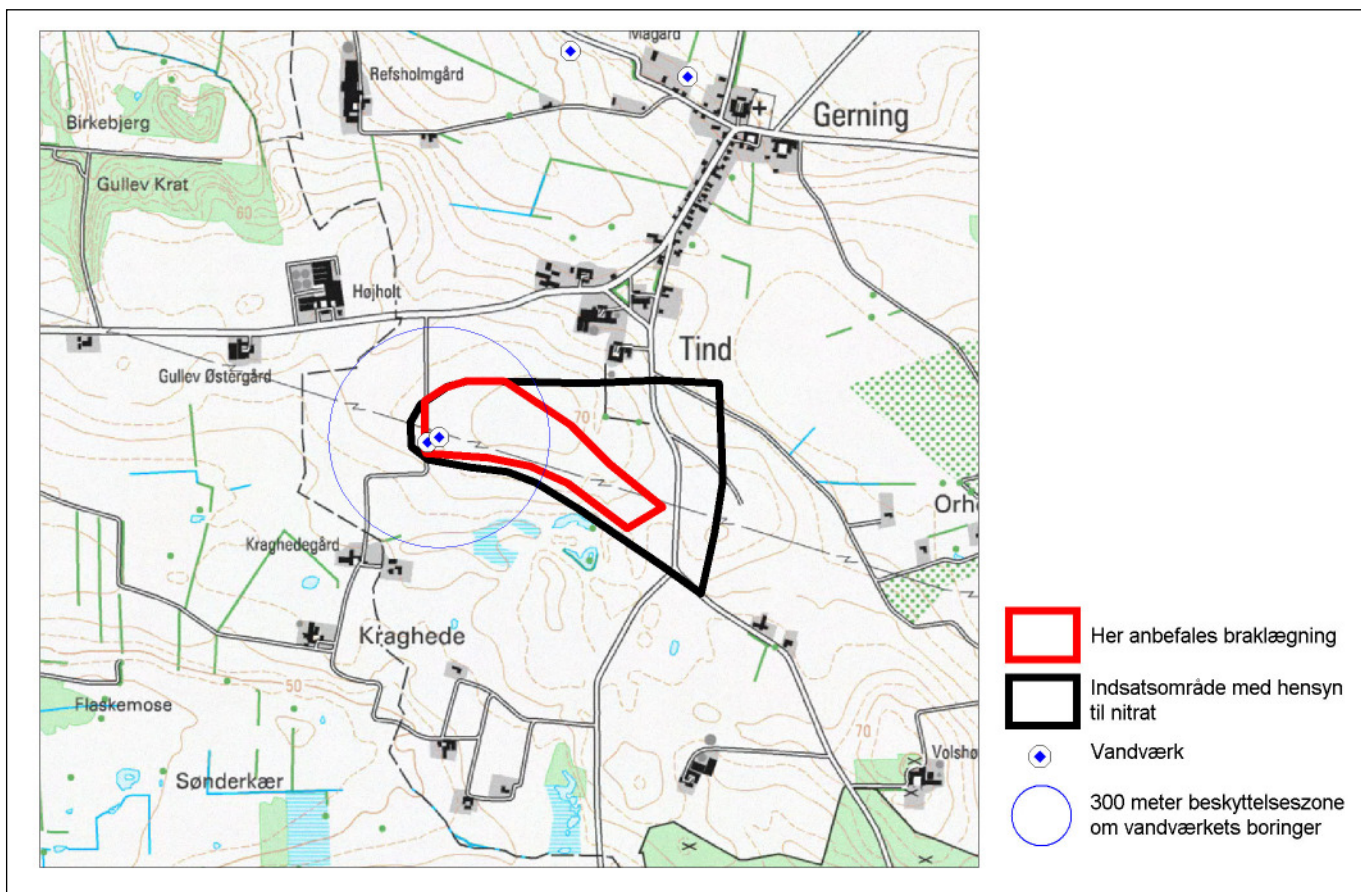 Magård
Refsholmgård
Gerning
Birkebjerg
Gullev Krat
60
Højholt
Tind
Gullev Østergård
70
Kraghedegård
Orh
Kraghede
50
Flaskemose
70
Volshø
Sønderkær
Her anbefales braklægning
Indsatsområde med hensyn
til nitrat
Vandværk
300 meter beskyttelseszone
om vandværkets boringer